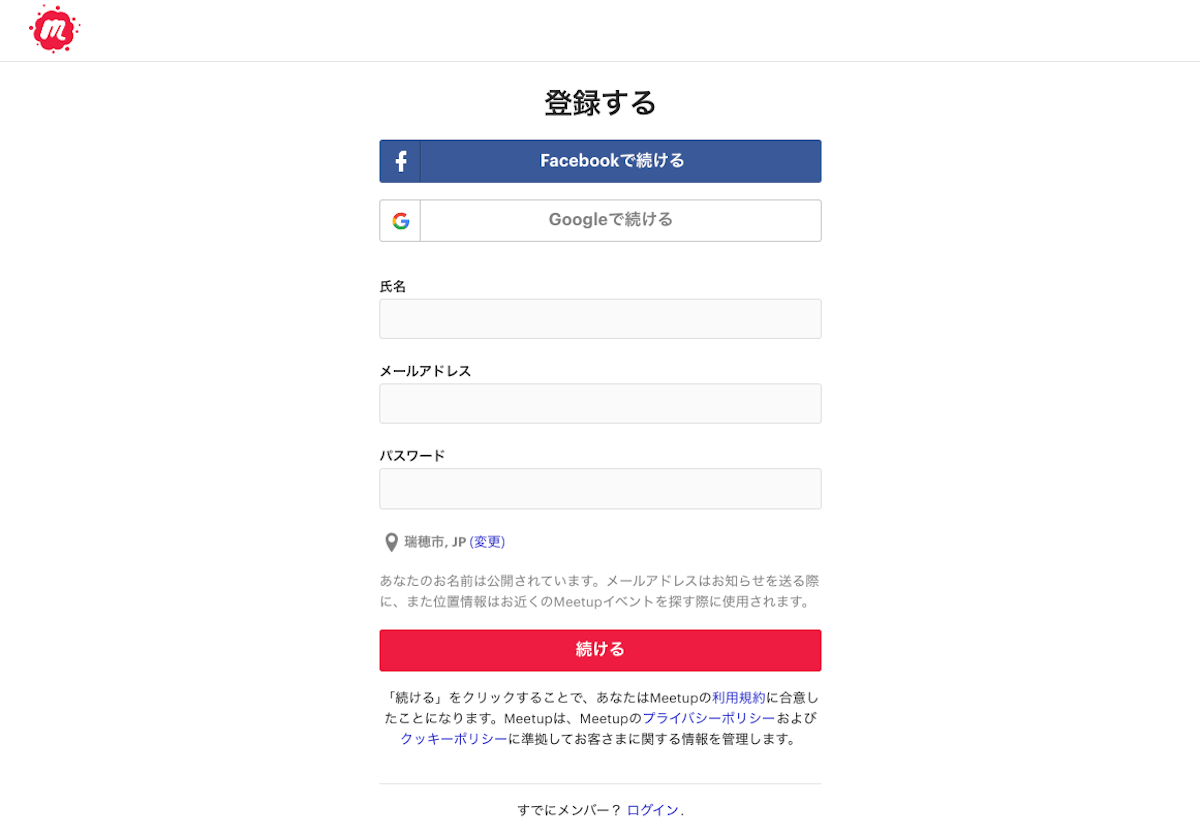 m
登録する
Facebookで続ける
Googleで続ける
氏名
メールアドレス
パスワード
瑞穂市, JP (変更)
あなたのお名前は公開されています。メールアドレスはお知らせを送る際
に、また位置情報はお近くのMeetupイベントを探す際に使用されます。
続ける
「続ける」をクリックすることで、あなたはMeetupの利用規約に合意し
たことになります。Meetupは、Meetupのプライバシーポリシーおよび
クッキーポリシーに準拠してお客さまに関する情報を管理します。
すでにメンバー？ ログイン.